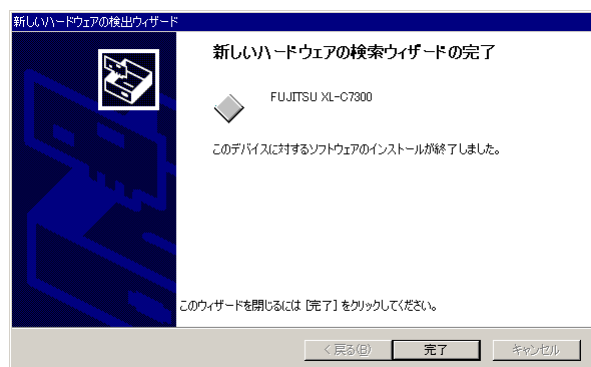 新しいハードウェアの検出ウィザード
新しいハードウェアの検索ウィザードの完了
FUJITSU XL-C7300
このデバイスに対するソフトウェアのインストールが終了しました。
このウィザードを閉じるには [完了] をクリックしてください。
< 戻る(B)
完了
キャンセル